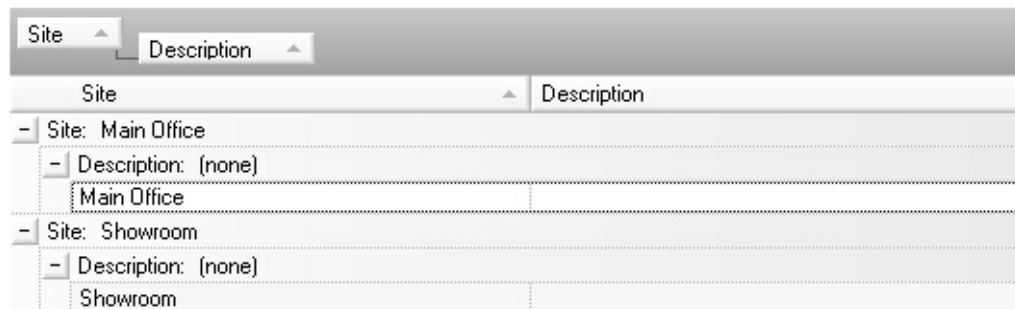 Site
Description
Site Description
Site: Main Office
Description: (none)
Main Office
Site: Showroom
Description: (none)
Showroom